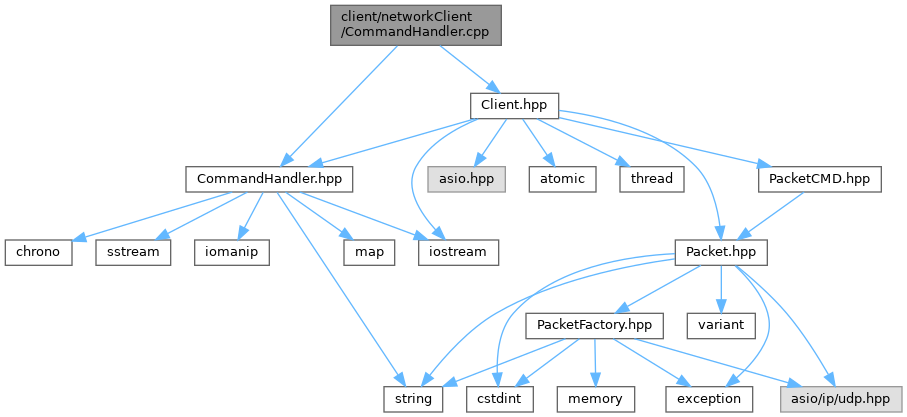 client/networkClient
/CommandHandler.cpp
Client.hpp
CommandHandler.hpp
asio.hpp
atomic
thread
PacketCMD.hpp
chrono
sstream
iomanip
map
iostream
Packet.hpp
PacketFactory.hpp
variant
string
cstdint
memory
exception
asio/ip/udp.hpp